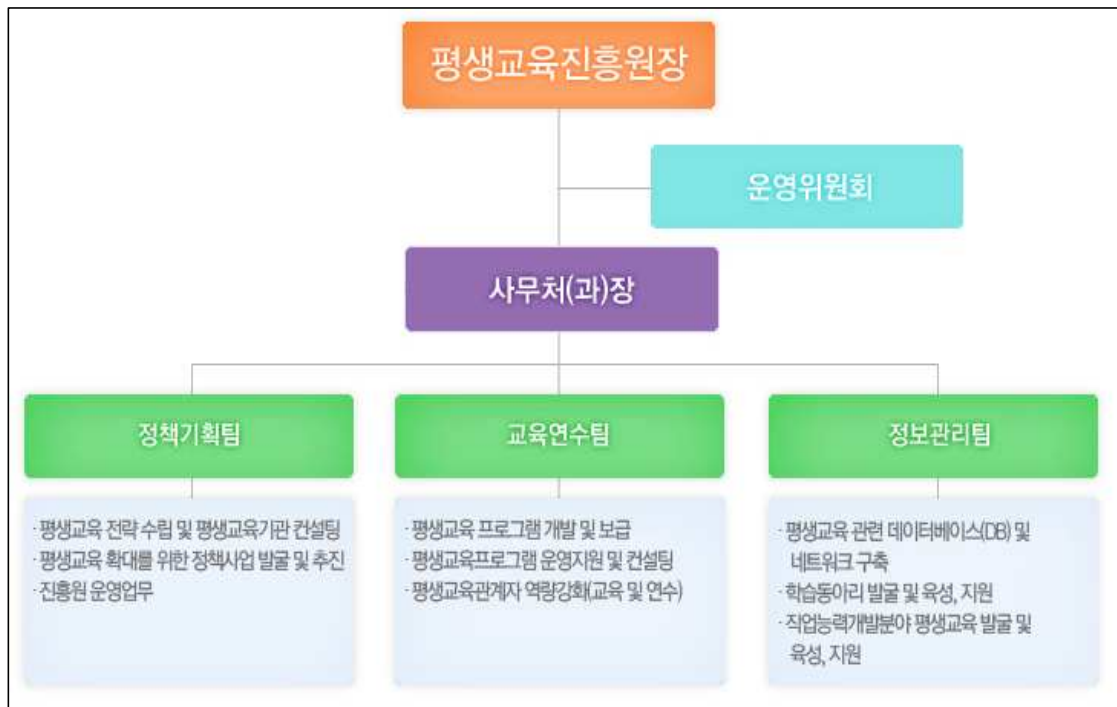 평생교육진흥원장
운영위원회
사무처(과)장
정책기획팀
· 평생교육 전략 수립 및 평생교육기관 컨설팅
· 평생교육 확대를 위한 정책사업 발굴 및 추진
· 진흥원 운영업무
교육연수팀
· 평생교육 프로그램 개발 및 보급
· 평생교육프로그램 운영지원 및 컨설팅
· 평생교육관계자 역량강화(교육 및 연수)
정보관리팀
· 평생교육 관련 데이터베이스(DB) 및
네트워크 구축
· 학습동아리 발굴 및 육성, 지원
· 직업능력개발분야 평생교육 발굴 및
육성, 지원